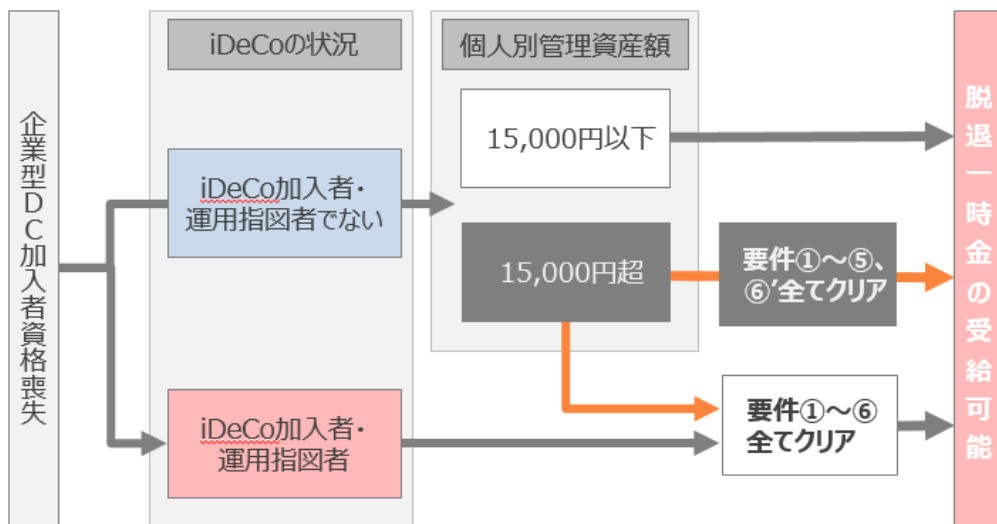 企業型DC加入者資格喪失
iDeCoの状況
iDeCo加入者・
運用指図者でない
iDeCo加入者・
運用指図者
個人別管理資産額
15,000円以下
15,000円超
要件①～⑤、
⑥’全てクリア
要件①～⑥
全てクリア
脱退一時金の受給可能